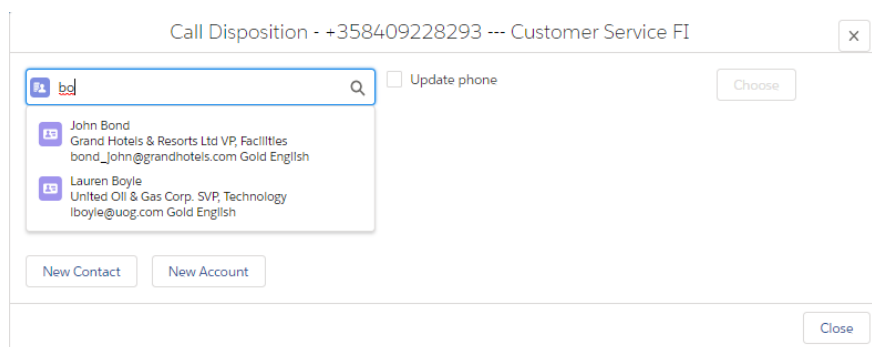 Call Disposition - +358409228293 --- Customer Service FI
bo
Update phone
Choose
John Bond
Grand Hotels & Resorts Ltd VP, Facilities
bond_john@grandhotels.com Gold English
Lauren Boyle
United Oil & Gas Corp. SVP, Technology
lboyle@uog.com Gold English
New Contact
New Account
Close